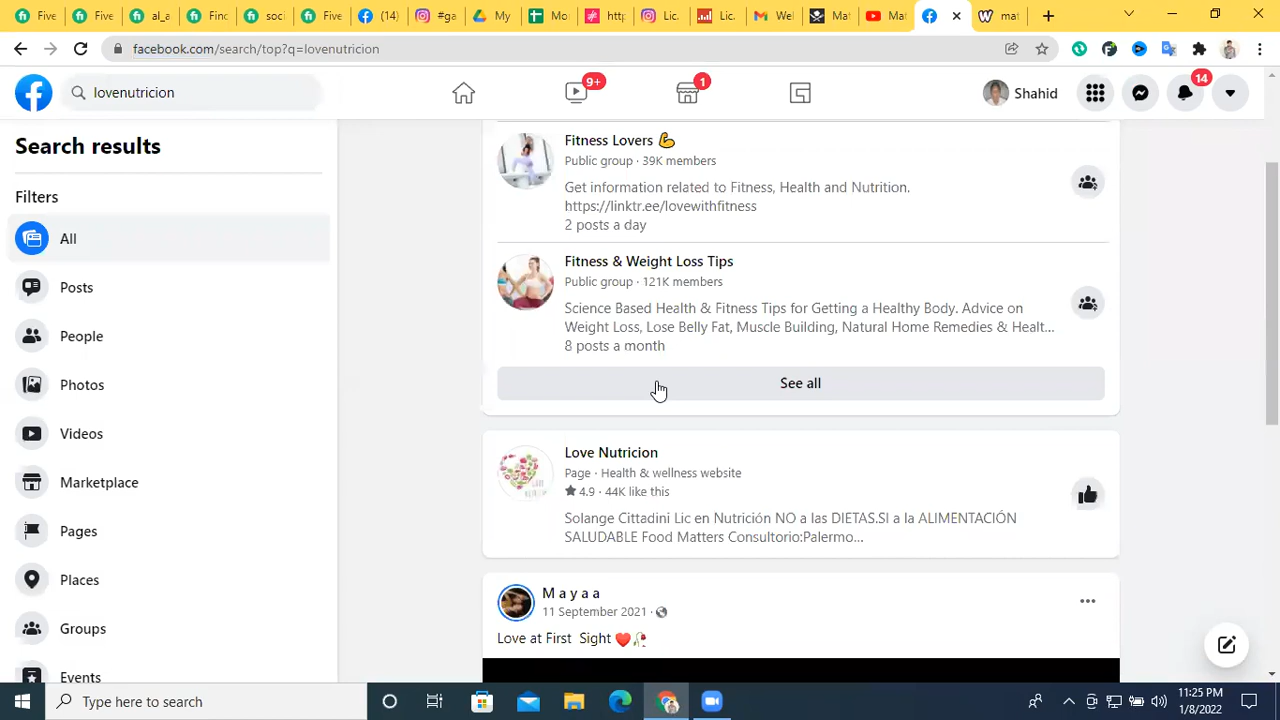 Five
Five
al_a
Find
soci
Five
(14)
#ga
My
Mo
http
Lic.
Lic.
Wel
Mat
Ma
mat
facebook.com/search/top?q=lovenutricion
lovenutricion
9+
1
Shahid
14
Search results
Filters
All
Posts
People
Photos
Videos
Marketplace
Pages
Places
Groups
Events
Fitness Lovers 💪
Public group · 39K members
Get information related to Fitness, Health and Nutrition.
https://linktr.ee/lovewithfitness
2 posts a day
Fitness & Weight Loss Tips
Public group · 121K members
Science Based Health & Fitness Tips for Getting a Healthy Body. Advice on
Weight Loss, Lose Belly Fat, Muscle Building, Natural Home Remedies & Healt...
8 posts a month
See all
Love Nutricion
Page · Health & wellness website
★ 4.9 · 44K like this
Solange Cittadini Lic en Nutrición NO a las DIETAS.SI a la ALIMENTACIÓN
SALUDABLE Food Matters Consultorio:Palermo...
M a y a a
11 September 2021 ·
Love at First Sight ❤️🥀
Type here to search
11:25 PM
1/8/2022